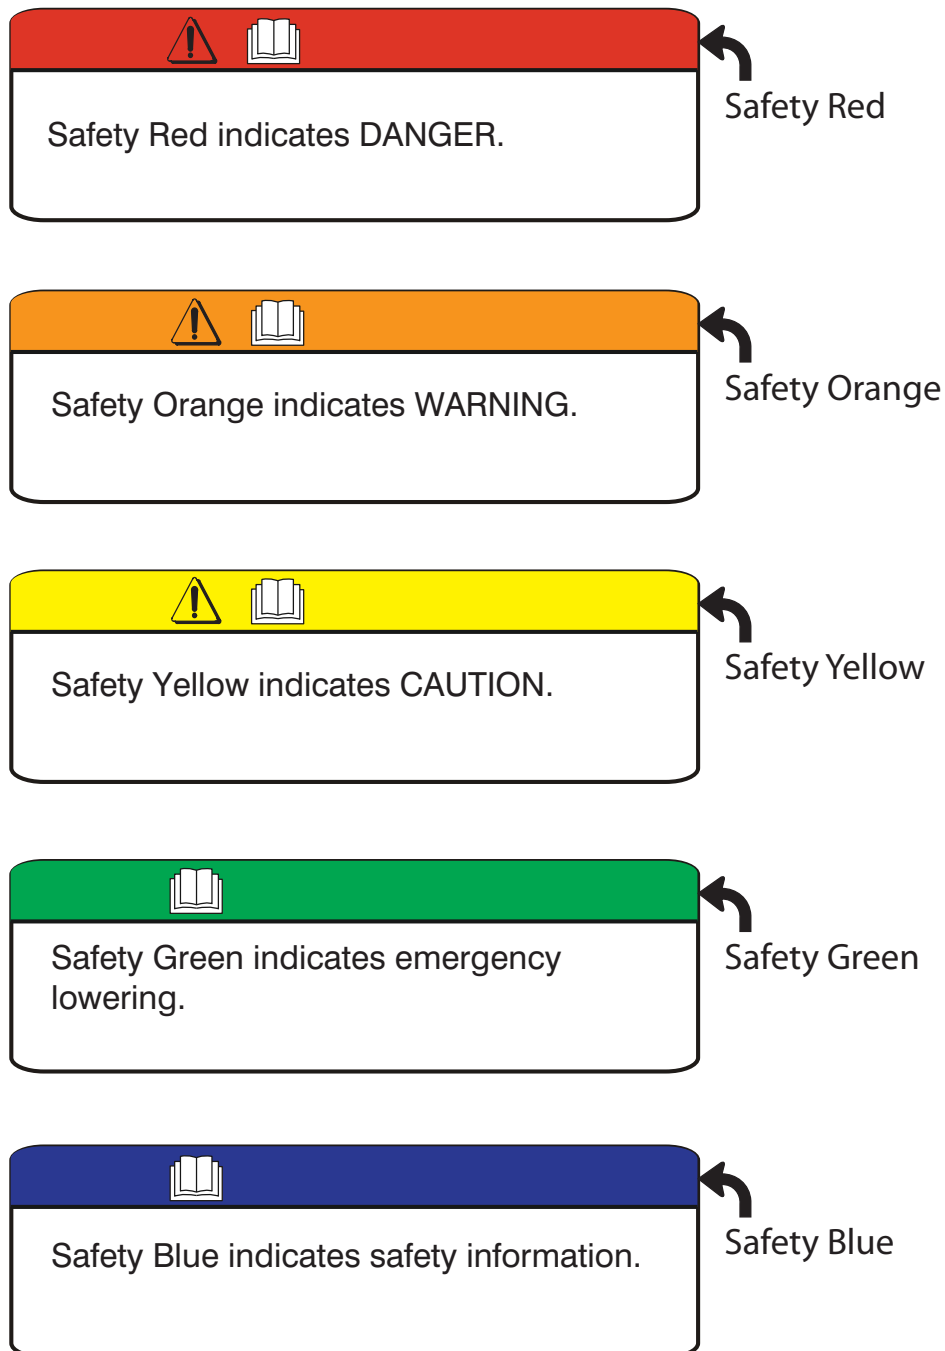 Safety Red indicates DANGER.
Safety Red
Safety Orange indicates WARNING.
Safety Orange
Safety Yellow indicates CAUTION.
Safety Yellow
Safety Green indicates emergency
lowering.
Safety Green
Safety Blue indicates safety information.
Safety Blue